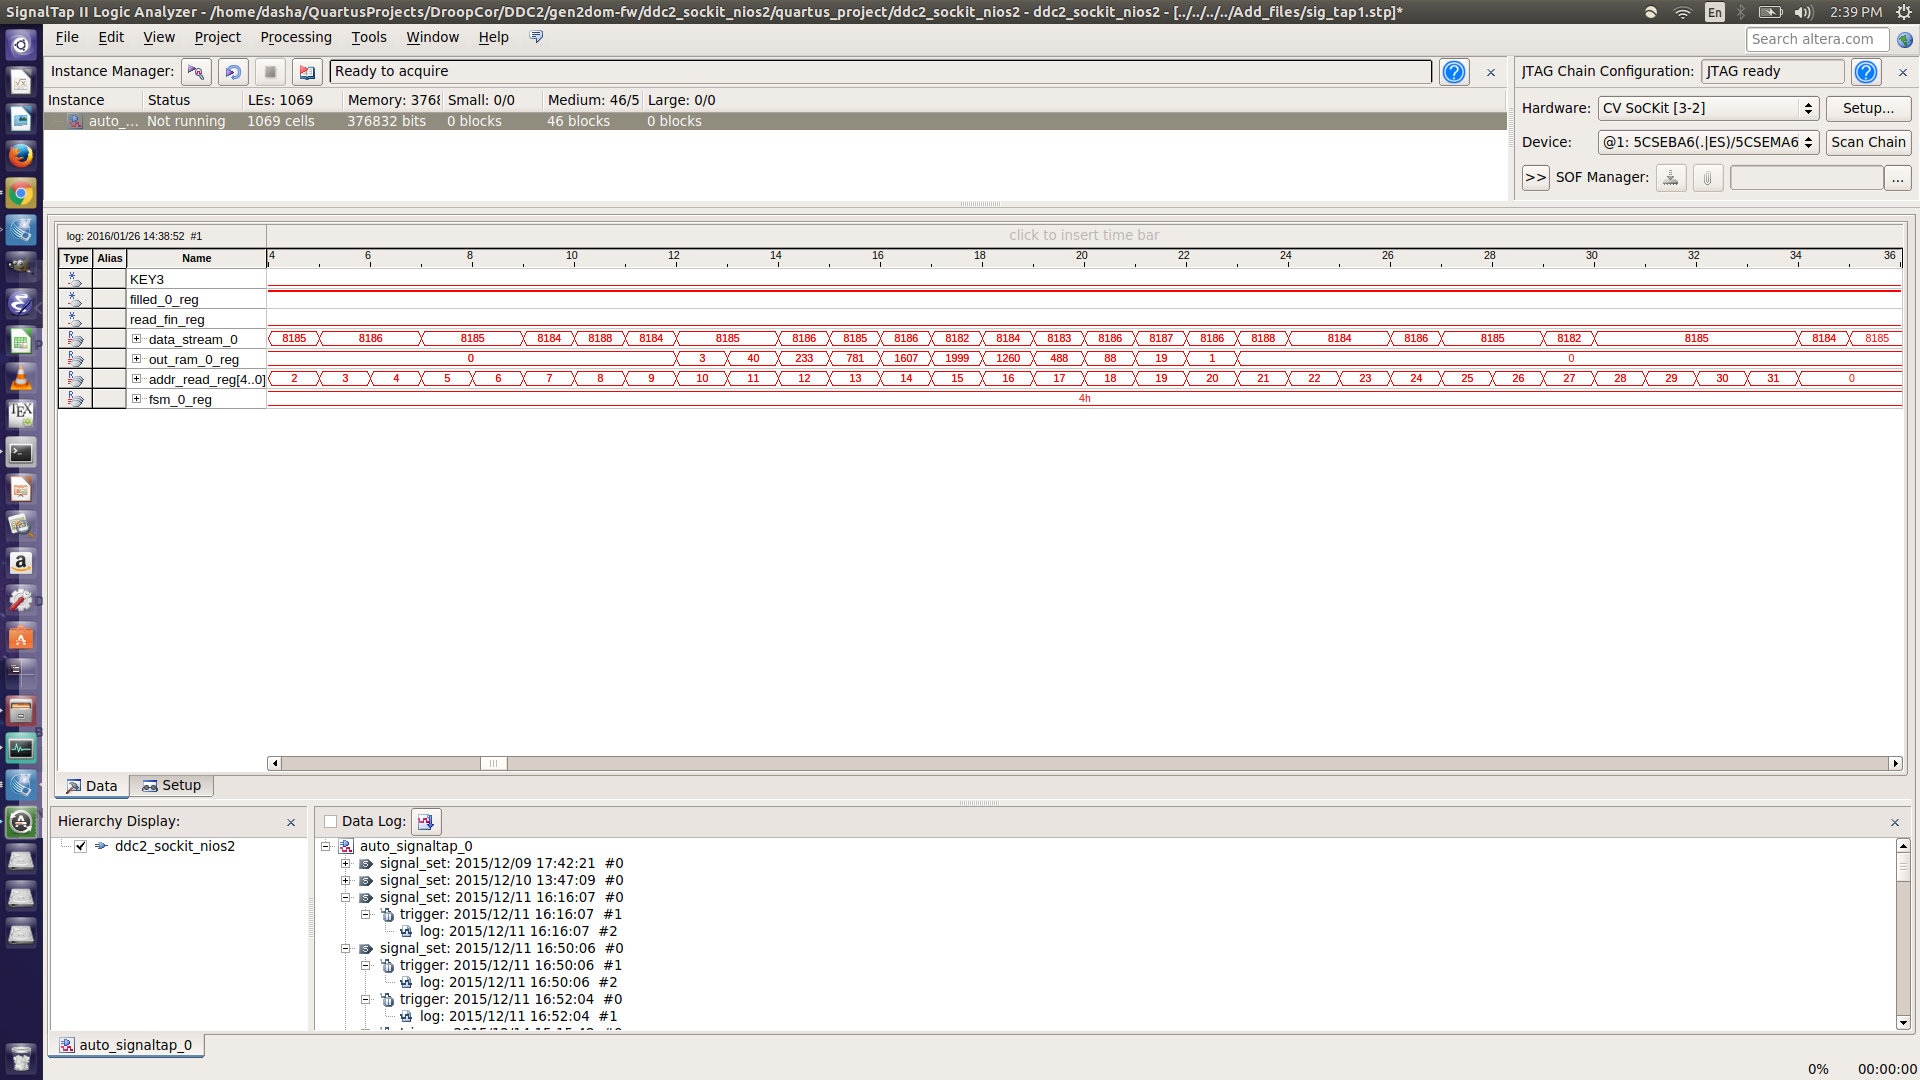 SignalTap II Logic Analyzer - /home/dasha/QuartusProjects/DroopCor/DDC2/gen2dom-fw/ddc2_sockit_nios2/quartus_project/ddc2_sockit_nios2 - ddc2_sockit_nios2 - [../../../../Add_files/sig_tap1.stp]* En 2:39 PM
File Edit View Project Processing Tools Window Help Search altera.com
Instance Manager: Ready to acquire JTAG Chain Configuration: JTAG ready
Instance Status LEs: 1069 Memory: 3768 Small: 0/0 Medium: 46/5 Large: 0/0
auto_... Not running 1069 cells 376832 bits 0 blocks 46 blocks 0 blocks
Hardware: CV SoCKit [3-2] Setup...
Device: @1: 5CSEBA6(.|ES)/5CSEMA6 Scan Chain
>> SOF Manager: ...
log: 2016/01/26 14:38:52 #1 click to insert time bar
Type Alias Name 4 6 8 10 12 14 16 18 20 22 24 26 28 30 32 34 36
KEY3
filled_0_reg
read_fin_reg
data_stream_0 8185 8186 8185 8184 8188 8184 8185 8186 8185 8186 8182 8184 8183 8186 8187 8186 8188 8184 8186 8185 8182 8185 8184 8185
out_ram_0_reg 0 3 40 233 781 1607 1999 1260 488 88 19 1 0
addr_read_reg[4..0] 2 3 4 5 6 7 8 9 10 11 12 13 14 15 16 17 18 19 20 21 22 23 24 25 26 27 28 29 30 31 0
fsm_0_reg 4h
Data Setup
Hierarchy Display: Data Log:
ddc2_sockit_nios2
auto_signaltap_0
signal_set: 2015/12/09 17:42:21 #0
signal_set: 2015/12/10 13:47:09 #0
signal_set: 2015/12/11 16:16:07 #0
trigger: 2015/12/11 16:16:07 #1
log: 2015/12/11 16:16:07 #2
signal_set: 2015/12/11 16:50:06 #0
trigger: 2015/12/11 16:50:06 #1
log: 2015/12/11 16:50:06 #2
trigger: 2015/12/11 16:52:04 #0
log: 2015/12/11 16:52:04 #1
auto_signaltap_0
0% 00:00:00